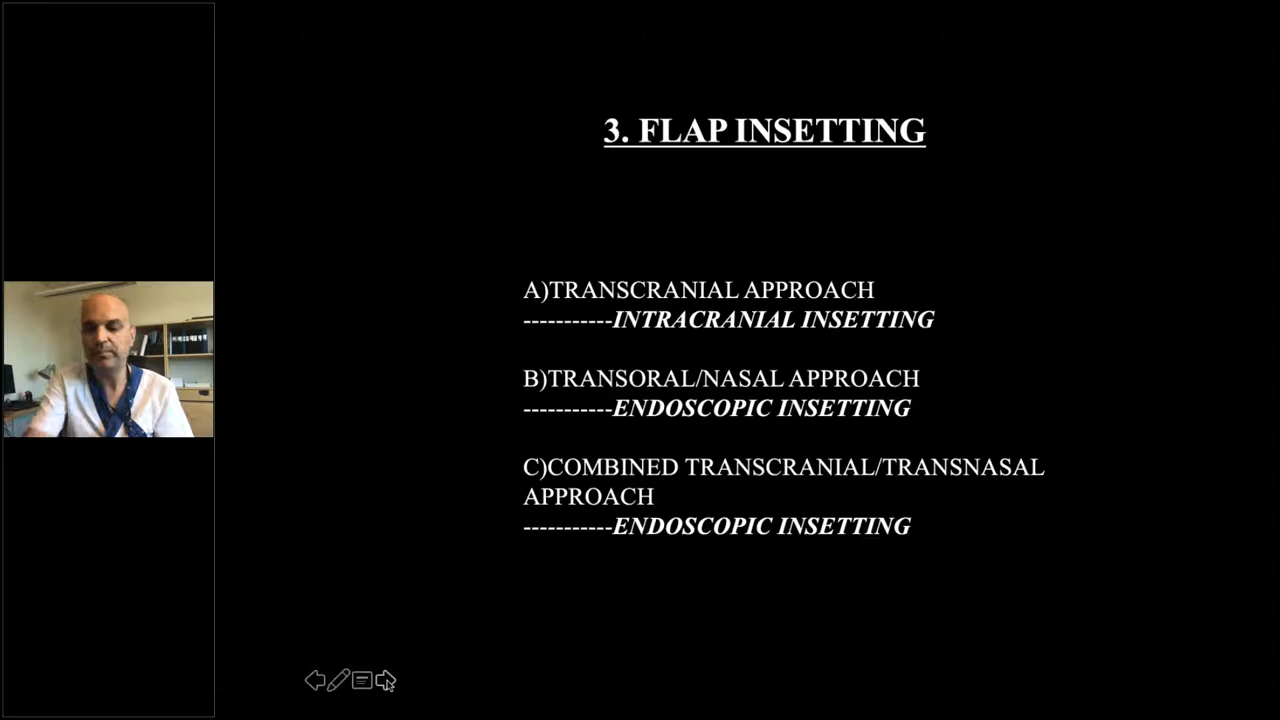 3. FLAP INSETTING
A)TRANSCRANIAL APPROACH
-----------INTRACRANIAL INSETTING
B)TRANSORAL/NASAL APPROACH
-----------ENDOSCOPIC INSETTING
C)COMBINED TRANSCRANIAL/TRANSNASAL
APPROACH
-----------ENDOSCOPIC INSETTING